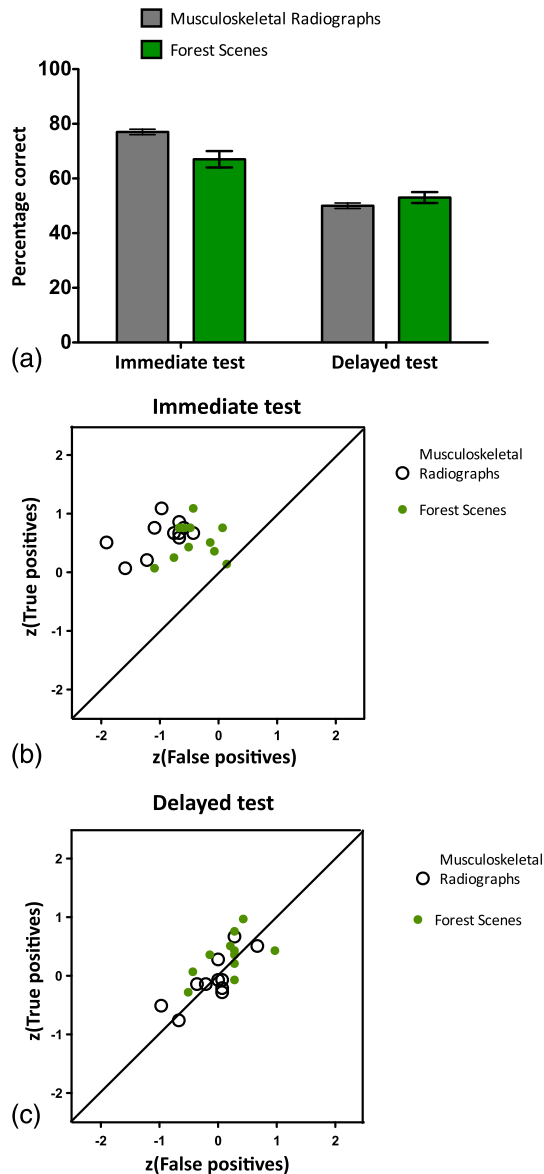 Musculoskeletal Radiographs
Forest Scenes
100
80
60
40
20
0
Percentage correct
Immediate test
Delayed test
(a)
Immediate test
2
1
0
-1
-2
z(True positives)
-2 -1 0 1 2
z(False positives)
Musculoskeletal
Radiographs
Forest Scenes
(b)
Delayed test
2
1
0
-1
-2
z(True positives)
-2 -1 0 1 2
z(False positives)
Musculoskeletal
Radiographs
Forest Scenes
(c)